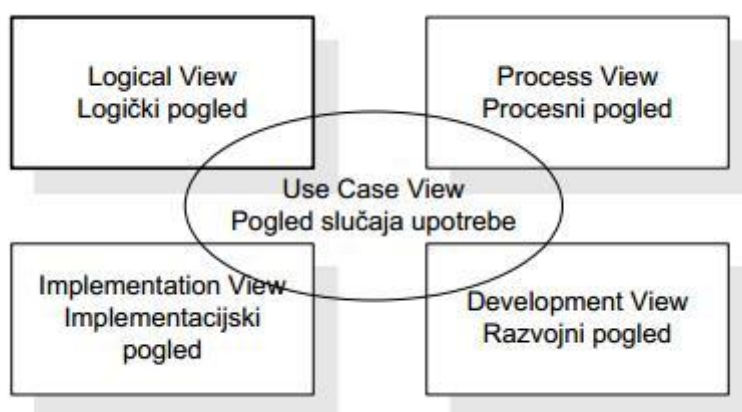 Logical View
Logički pogled
Process View
Procesni pogled
Use Case View
Pogled slučaja upotrebe
Implementation View
Implementacijski
pogled
Development View
Razvojni pogled